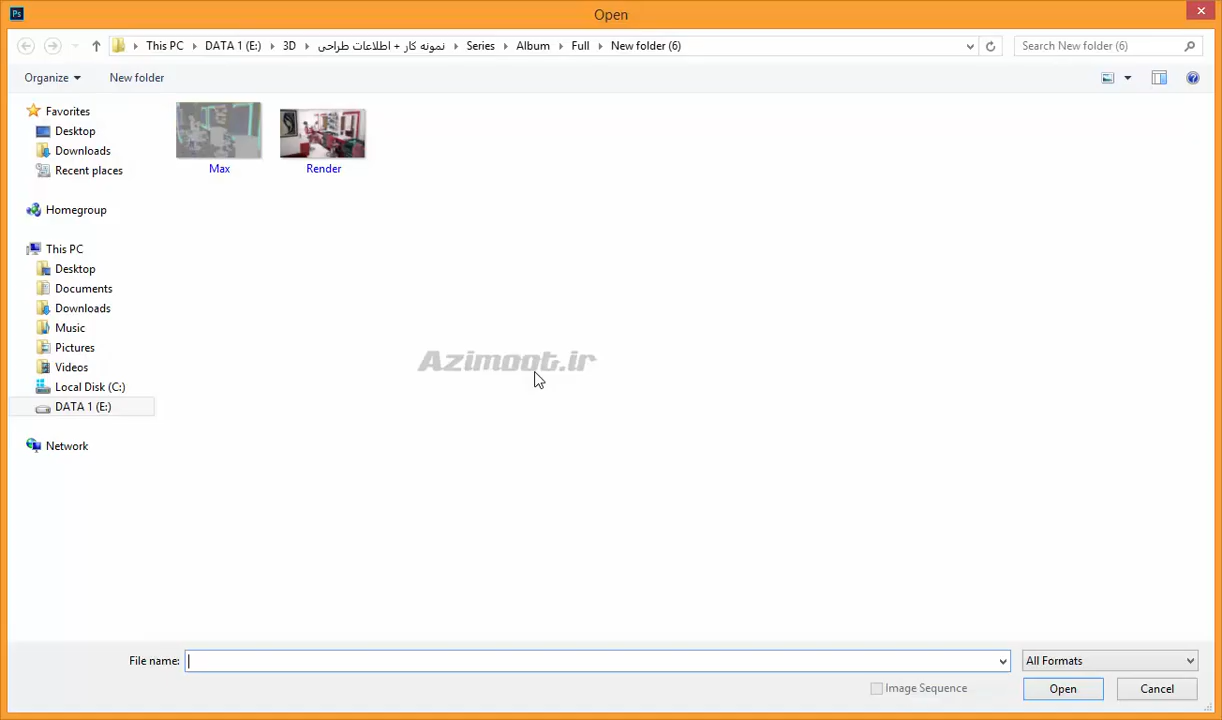 Ps
Open
This PC DATA 1 (E:) 3D نمونه کار + اطلاعات طراحی Series Album Full New folder (6)
Search New folder (6)
Organize New folder
Favorites
Desktop
Downloads
Recent places
Homegroup
This PC
Desktop
Documents
Downloads
Music
Pictures
Videos
Local Disk (C:)
DATA 1 (E:)
Network
Max
Render
Azimoot.ir
File name:
All Formats
Image Sequence
Open
Cancel